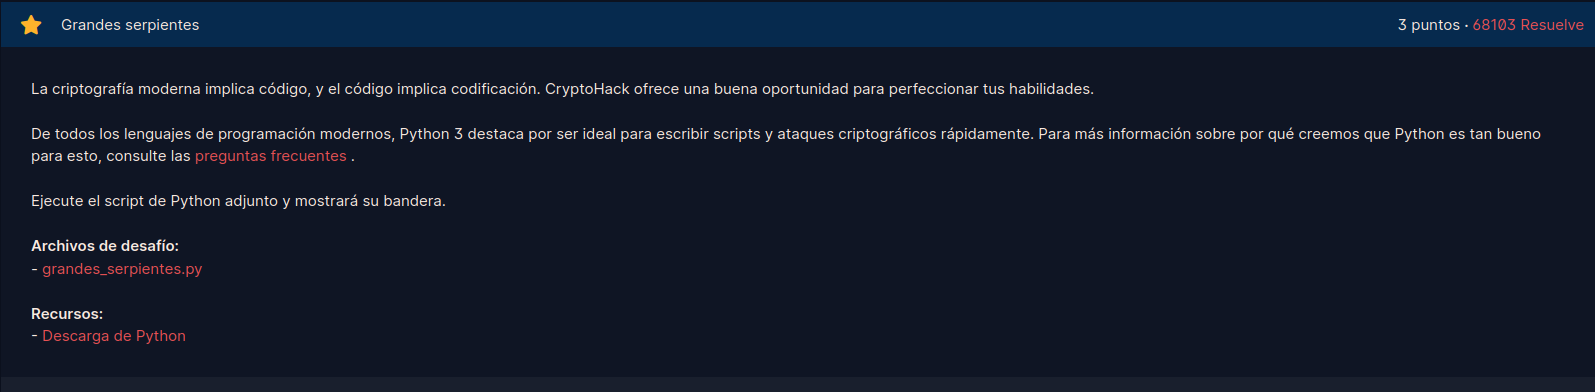 Grandes serpientes
3 puntos · 68103 Resuelve
La criptografía moderna implica código, y el código implica codificación. CryptoHack ofrece una buena oportunidad para perfeccionar tus habilidades.
De todos los lenguajes de programación modernos, Python 3 destaca por ser ideal para escribir scripts y ataques criptográficos rápidamente. Para más información sobre por qué creemos que Python es tan bueno
para esto, consulte las preguntas frecuentes .
Ejecute el script de Python adjunto y mostrará su bandera.
Archivos de desafío:
- grandes_serpientes.py
Recursos:
- Descarga de Python